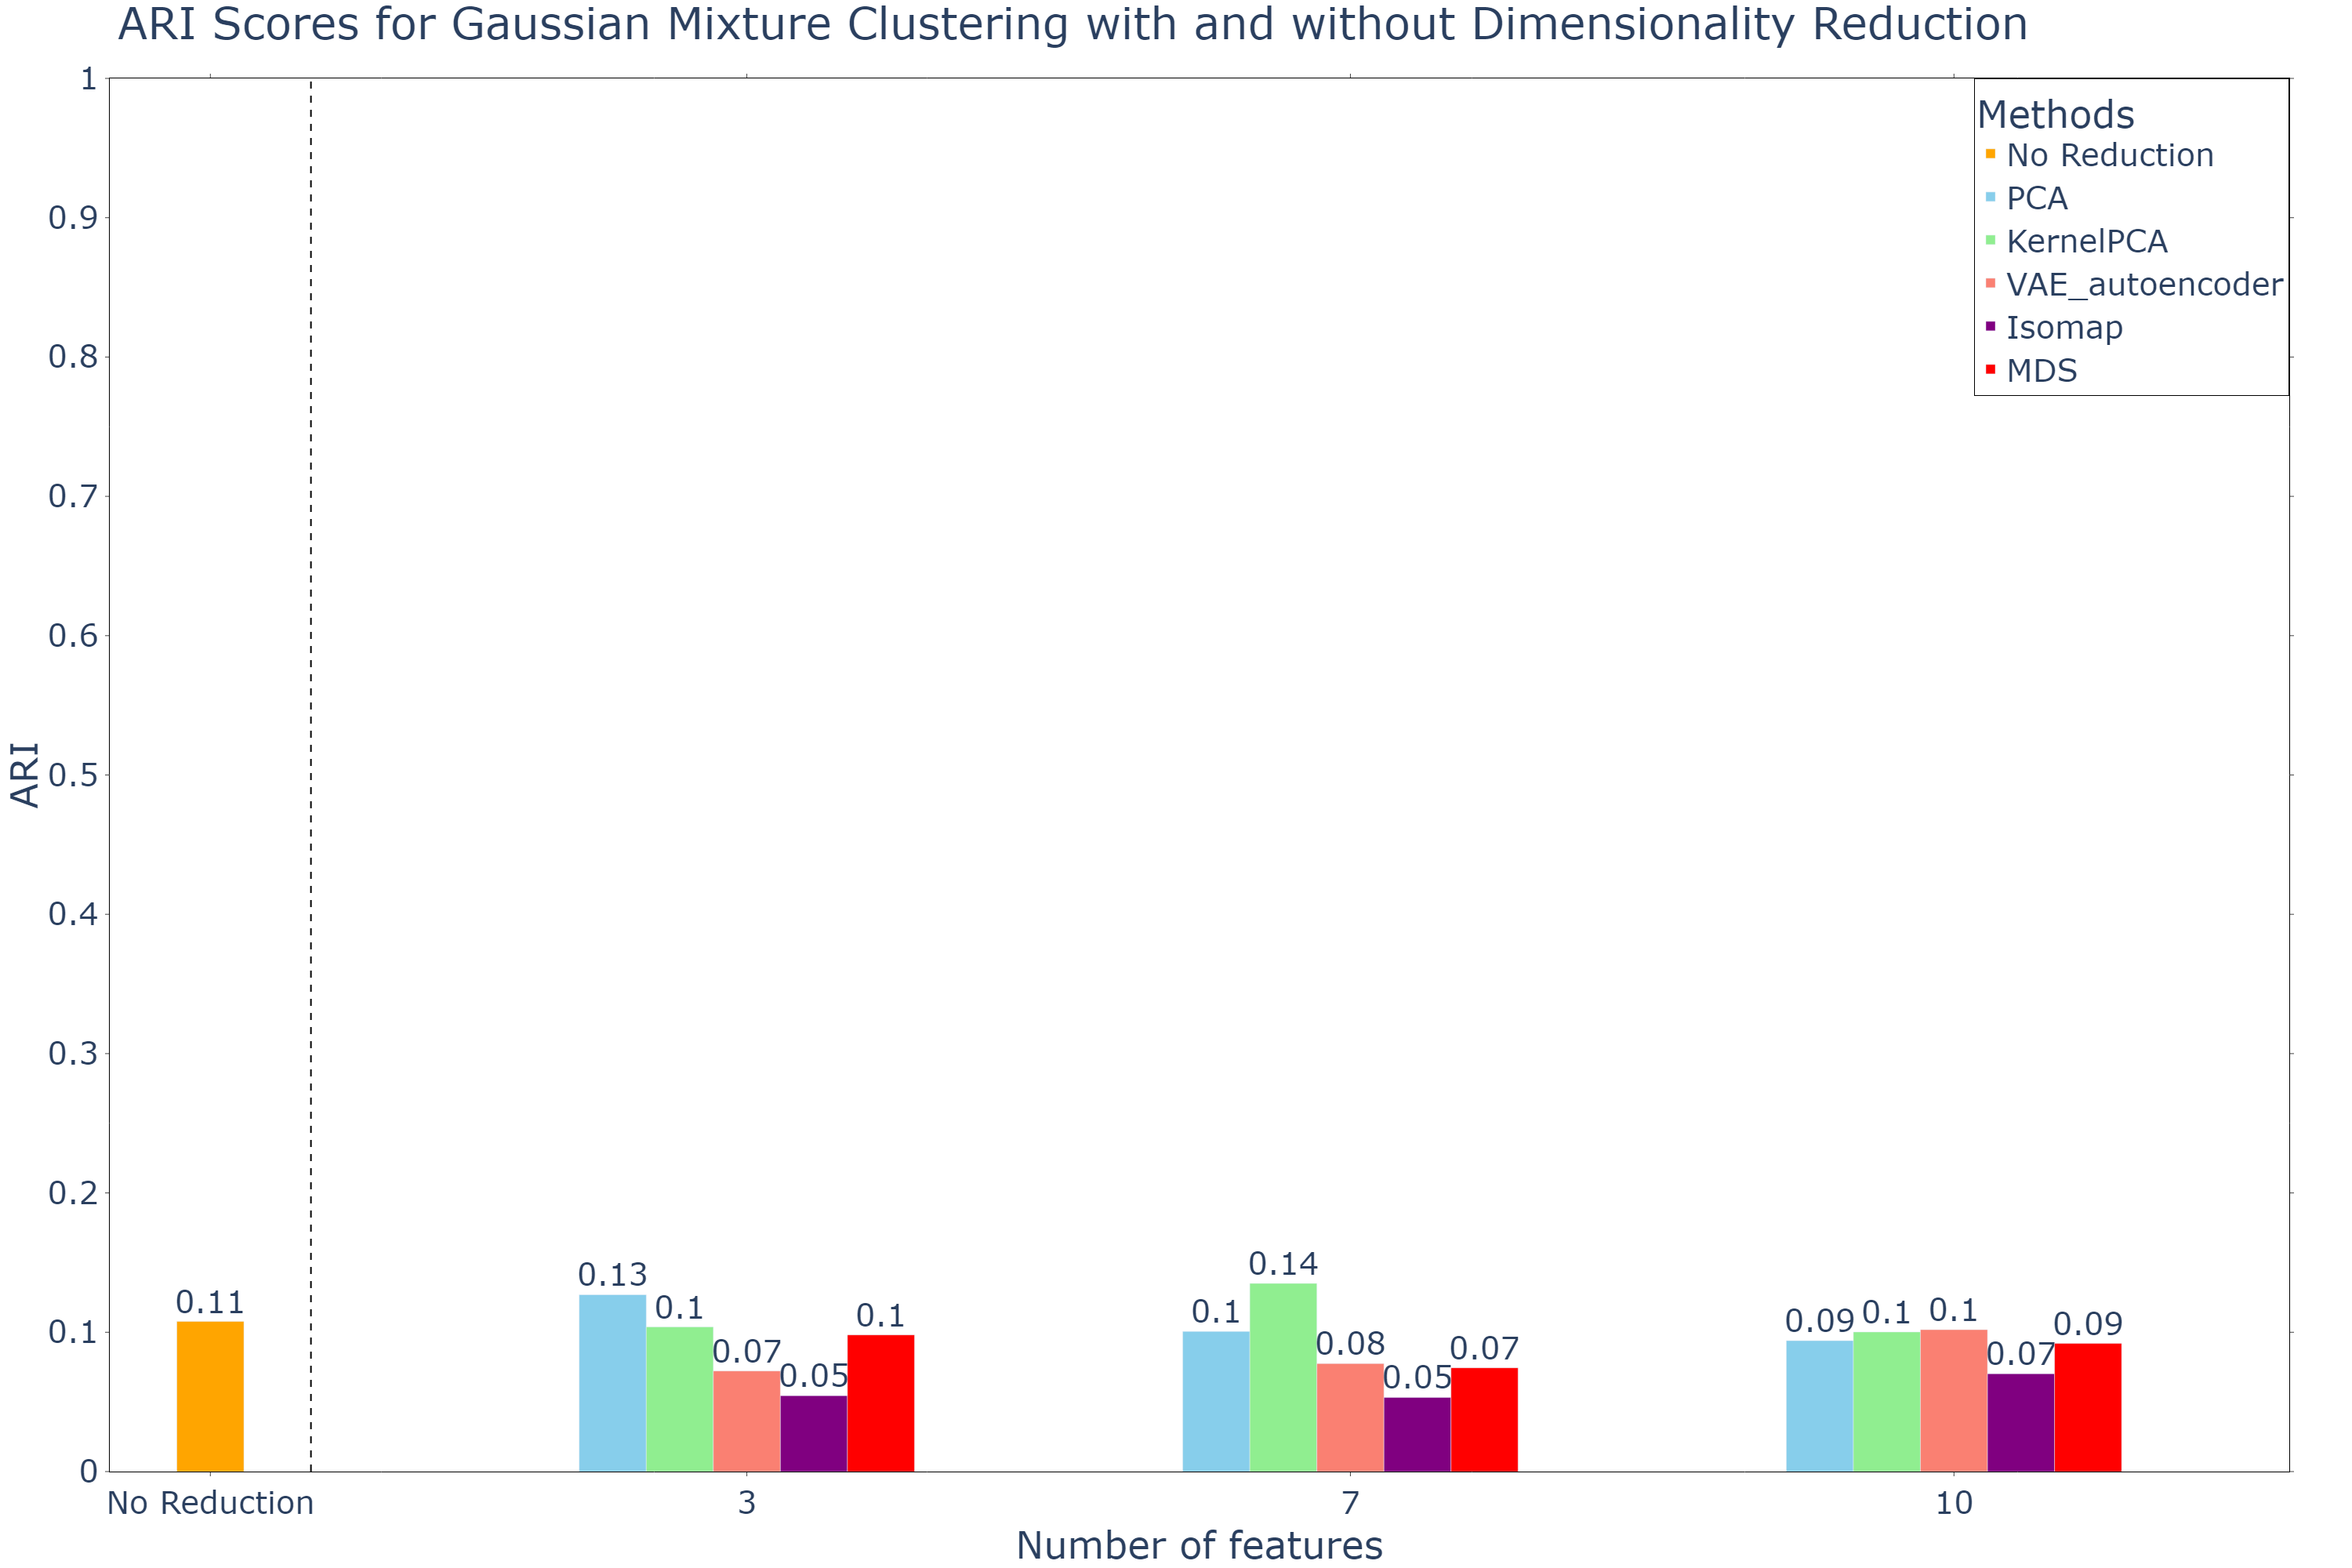 ARI Scores for Gaussian Mixture Clustering with and without Dimensionality Reduction
Methods
No Reduction
PCA
KernelPCA
VAE_autoencoder
Isomap
MDS
ARI
1
0.9
0.8
0.7
0.6
0.5
0.4
0.3
0.2
0.1
0
0.11
0.13
0.1
0.07
0.05
0.1
0.1
0.14
0.08
0.05
0.07
0.09
0.1
0.1
0.07
0.09
No Reduction
3
7
10
Number of features